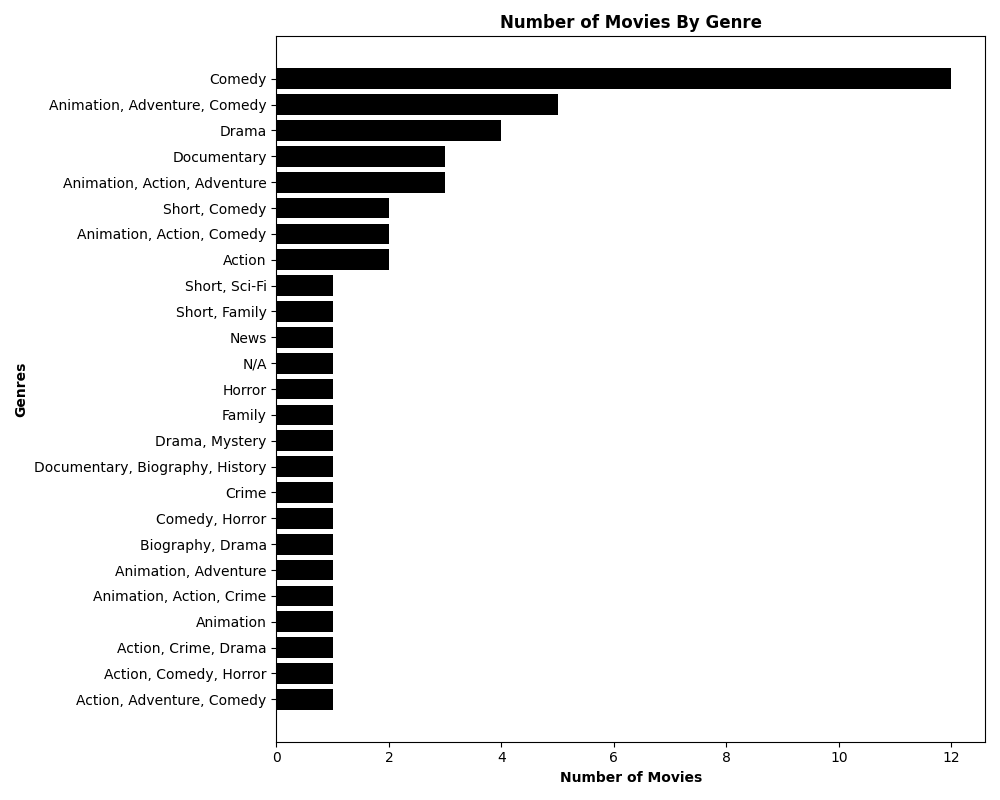 Number of Movies By Genre
Comedy
Animation, Adventure, Comedy
Drama
Documentary
Animation, Action, Adventure
Short, Comedy
Animation, Action, Comedy
Action
Short, Sci-Fi
Short, Family
News
N/A
Horror
Family
Drama, Mystery
Documentary, Biography, History
Crime
Comedy, Horror
Biography, Drama
Animation, Adventure
Animation, Action, Crime
Animation
Action, Crime, Drama
Action, Comedy, Horror
Action, Adventure, Comedy
Genres
0 2 4 6 8 10 12
Number of Movies